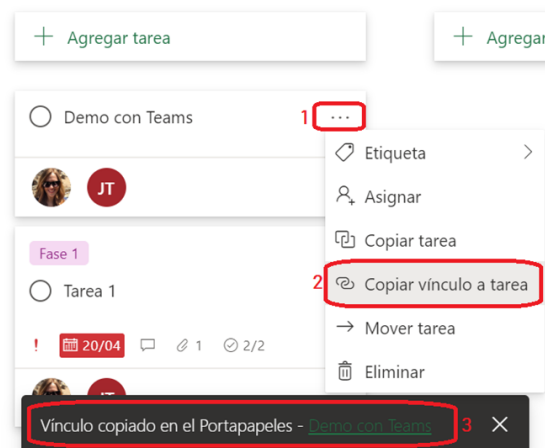 + Agregar tarea
+ Agregar
Demo con Teams
1 ...
JT
Etiqueta
Asignar
Copiar tarea
2 Copiar vínculo a tarea
Mover tarea
Eliminar
Fase 1
Tarea 1
! 20/04 1 2/2
Vínculo copiado en el Portapapeles - Demo con Teams 3